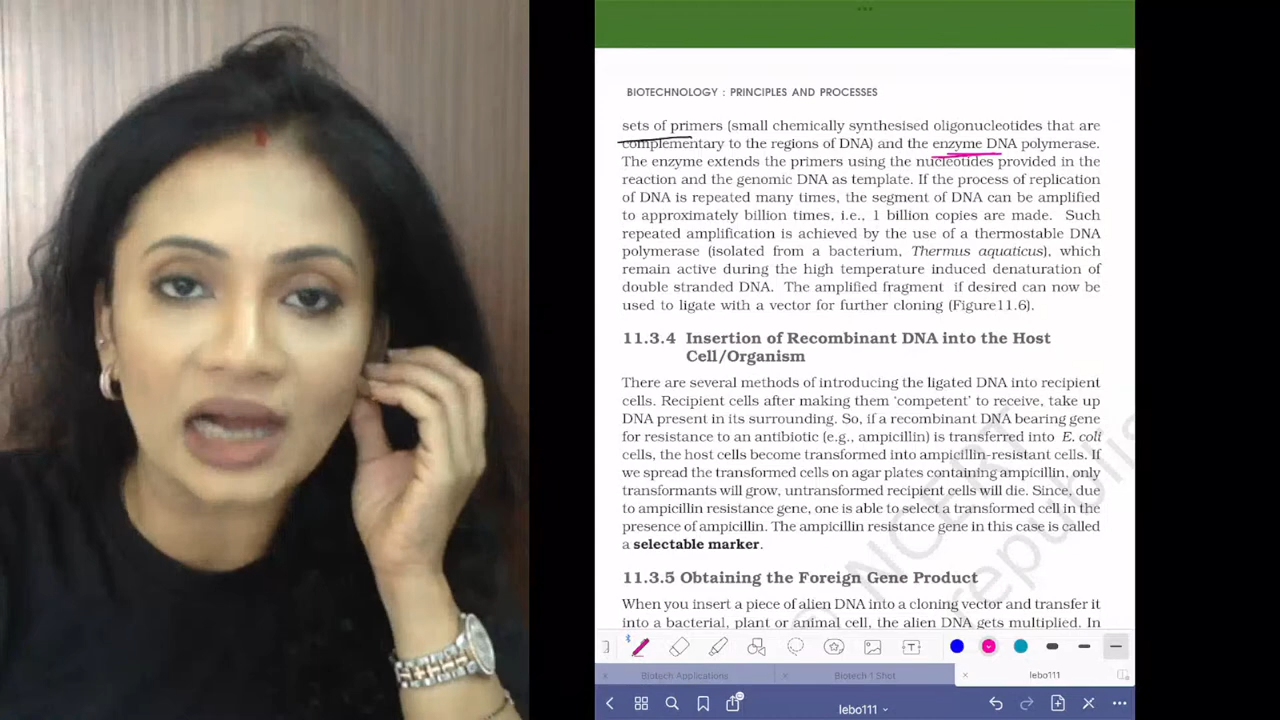 BIOTECHNOLOGY : PRINCIPLES AND PROCESSES
sets of primers (small chemically synthesised oligonucleotides that are
complementary to the regions of DNA) and the enzyme DNA polymerase.
The enzyme extends the primers using the nucleotides provided in the
reaction and the genomic DNA as template. If the process of replication
of DNA is repeated many times, the segment of DNA can be amplified
to approximately billion times, i.e., 1 billion copies are made. Such
repeated amplification is achieved by the use of a thermostable DNA
polymerase (isolated from a bacterium, Thermus aquaticus), which
remain active during the high temperature induced denaturation of
double stranded DNA. The amplified fragment if desired can now be
used to ligate with a vector for further cloning (Figure11.6).
11.3.4 Insertion of Recombinant DNA into the Host
Cell/Organism
There are several methods of introducing the ligated DNA into recipient
cells. Recipient cells after making them ‘competent’ to receive, take up
DNA present in its surrounding. So, if a recombinant DNA bearing gene
for resistance to an antibiotic (e.g., ampicillin) is transferred into E. coli
cells, the host cells become transformed into ampicillin-resistant cells. If
we spread the transformed cells on agar plates containing ampicillin, only
transformants will grow, untransformed recipient cells will die. Since, due
to ampicillin resistance gene, one is able to select a transformed cell in the
presence of ampicillin. The ampicillin resistance gene in this case is called
a selectable marker.
NCERT
republis
11.3.5 Obtaining the Foreign Gene Product
When you insert a piece of alien DNA into a cloning vector and transfer it
into a bacterial, plant or animal cell, the alien DNA gets multiplied. In
Biotech Applications
Biotech 1 Shot
lebo111
lebo111